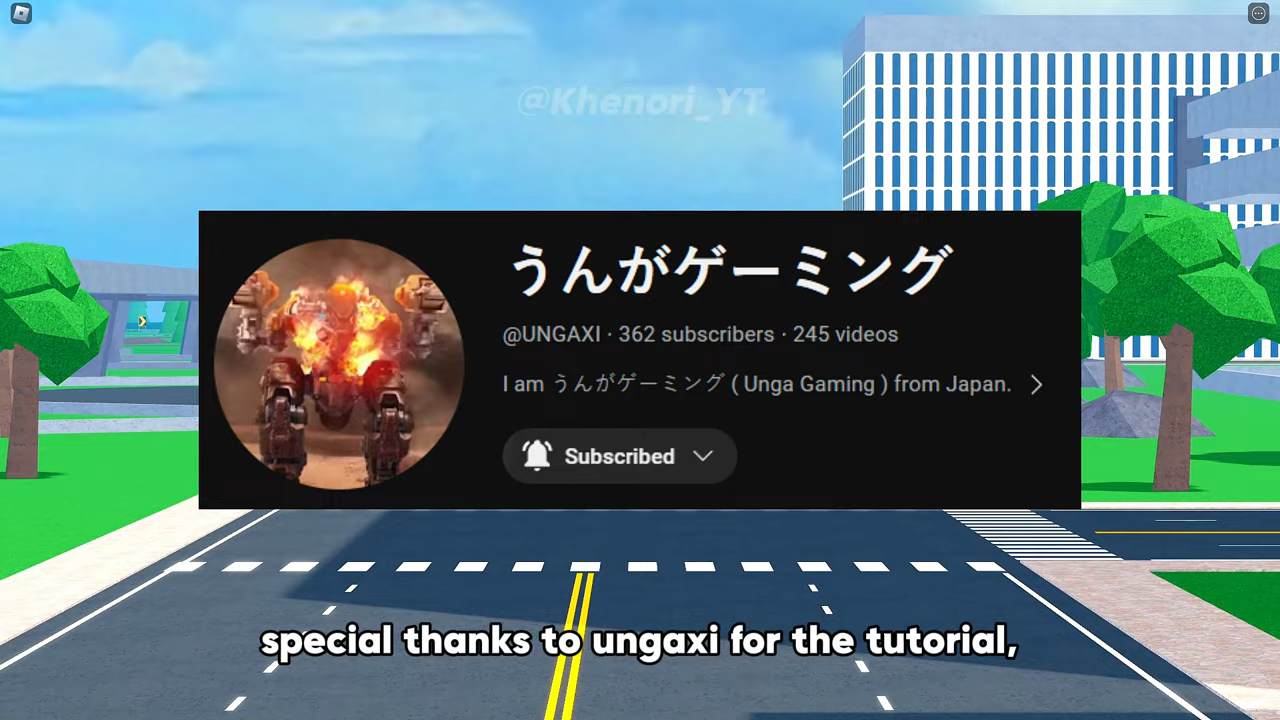 @Khenori_YT
うんがゲーミング
@UNGAXI · 362 subscribers · 245 videos
I am うんがゲーミング ( Unga Gaming ) from Japan.
Subscribed
special thanks to ungaxi for the tutorial,